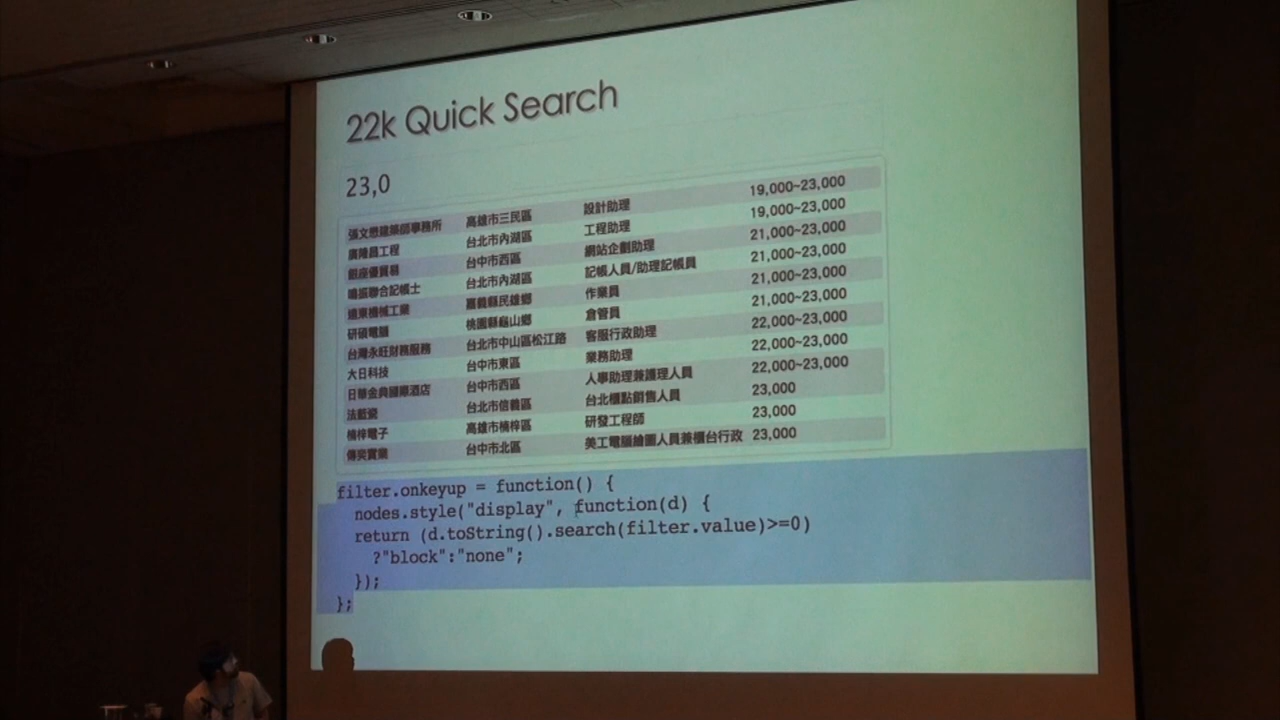 22k Quick Search
23,0
張文懋建築師事務所 高雄市三民區 設計助理 19,000~23,000
廣隆昌工程 台北市內湖區 工程助理 19,000~23,000
銀座優貿易 台中市西區 網站企劃助理 21,000~23,000
鳴振聯合記帳士 台北市內湖區 記帳人員/助理記帳員 21,000~23,000
遠東機械工業 嘉義縣民雄鄉 作業員 21,000~23,000
研碩電腦 桃園縣龜山鄉 倉管員 21,000~23,000
台灣永旺財務服務 台北市中山區松江路 客服行政助理 22,000~23,000
大日科技 台中市東區 業務助理 22,000~23,000
日華金典國際酒店 台中市西區 人事助理兼護理人員 22,000~23,000
法藍瓷 台北市信義區 台北櫃點銷售人員 23,000
楠梓電子 高雄市楠梓區 研發工程師 23,000
傳奕實業 台中市北區 美工電腦繪圖人員兼櫃台行政 23,000
filter.onkeyup = function() {
nodes.style("display", function(d) {
return (d.toString().search(filter.value)>=0)
?"block":"none";
});
};